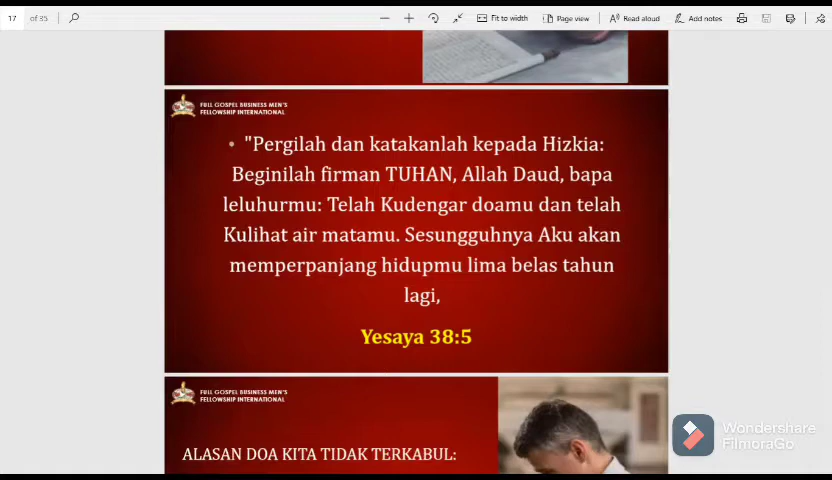 17 of 35
Fit to width
Page view
Read aloud
Add notes
FULL GOSPEL BUSINESS MEN'S
FELLOWSHIP INTERNATIONAL
• "Pergilah dan katakanlah kepada Hizkia:
Beginilah firman TUHAN, Allah Daud, bapa
leluhurmu: Telah Kudengar doamu dan telah
Kulihat air matamu. Sesungguhnya Aku akan
memperpanjang hidupmu lima belas tahun
lagi,
Yesaya 38:5
FULL GOSPEL BUSINESS MEN'S
FELLOWSHIP INTERNATIONAL
ALASAN DOA KITA TIDAK TERKABUL:
Wondershare
FilmoraGo